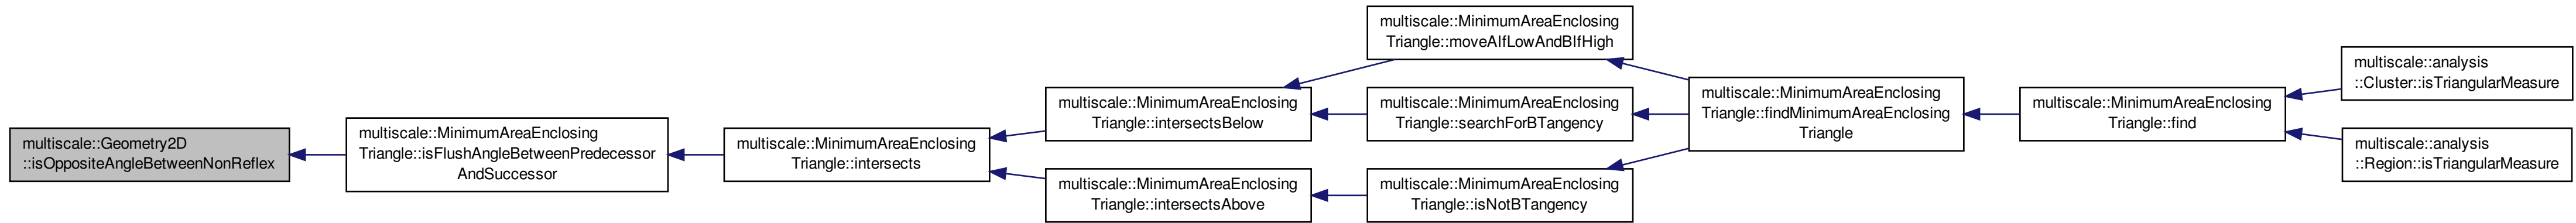 multiscale::Geometry2D
::isOppositeAngleBetweenNonReflex
multiscale::MinimumAreaEnclosing
Triangle::isFlushAngleBetweenPredecessor
AndSuccessor
multiscale::MinimumAreaEnclosing
Triangle::intersects
multiscale::MinimumAreaEnclosing
Triangle::intersectsBelow
multiscale::MinimumAreaEnclosing
Triangle::intersectsAbove
multiscale::MinimumAreaEnclosing
Triangle::moveAIfLowAndBIfHigh
multiscale::MinimumAreaEnclosing
Triangle::searchForBTangency
multiscale::MinimumAreaEnclosing
Triangle::isNotBTangency
multiscale::MinimumAreaEnclosing
Triangle::findMinimumAreaEnclosing
Triangle
multiscale::MinimumAreaEnclosing
Triangle::find
multiscale::analysis
::Cluster::isTriangularMeasure
multiscale::analysis
::Region::isTriangularMeasure